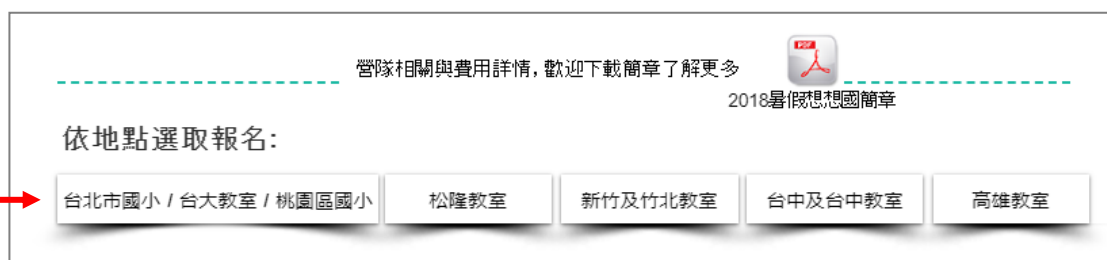 營隊相關與費用詳情，歡迎下載簡章了解更多
PDF
2018暑假想想國簡章
依地點選取報名:
台北市國小 / 台大教室 / 桃園區國小
松隆教室
新竹及竹北教室
台中及台中教室
高雄教室